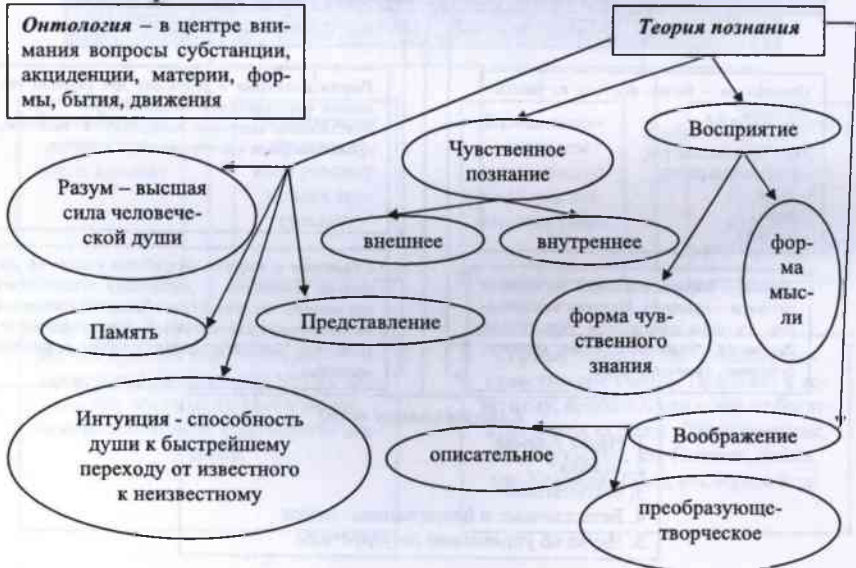 Онтология – в центре вни-
мания вопросы субстанции,
акциденции, материи, фор-
мы, бытия, движения
Теория познания
Чувственное
познание
Восприятие
Разум – высшая
сила человече-
ской души
внешнее
внутреннее
фор-
ма
мыс-
ли
Память
Представление
форма чув-
ственного
знания
Интуиция - способность
души к быстрейшему
переходу от известного
к неизвестному
описательное
Воображение
преобразующе-
творческое